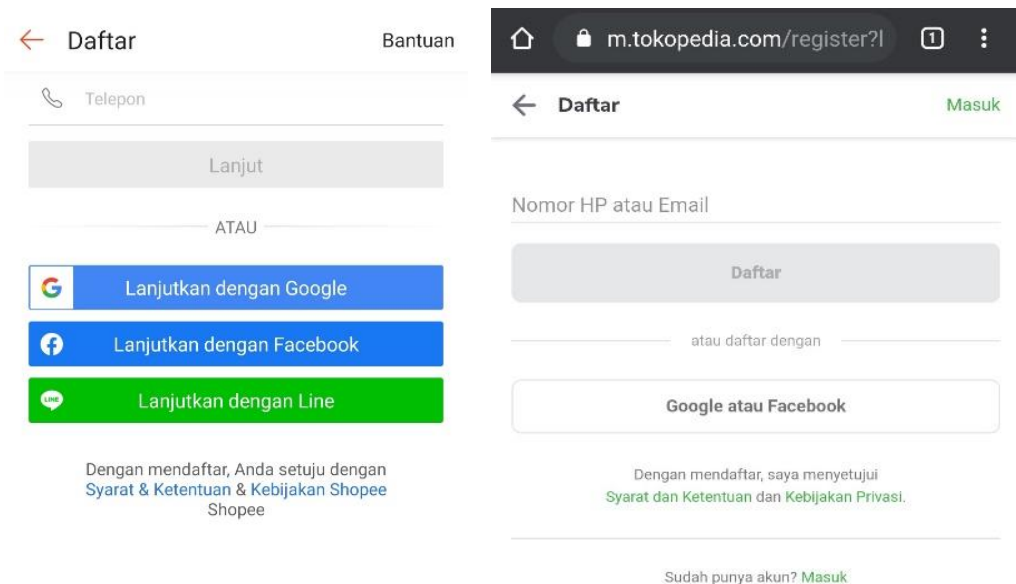 Daftar
Bantuan
Telepon
Lanjut
ATAU
Lanjutkan dengan Google
Lanjutkan dengan Facebook
LINE
Lanjutkan dengan Line
Dengan mendaftar, Anda setuju dengan
Syarat & Ketentuan & Kebijakan Shopee
Shopee
m.tokopedia.com/register?l
1
Daftar
Masuk
Nomor HP atau Email
Daftar
atau daftar dengan
Google atau Facebook
Dengan mendaftar, saya menyetujui
Syarat dan Ketentuan dan Kebijakan Privasi.
Sudah punya akun? Masuk